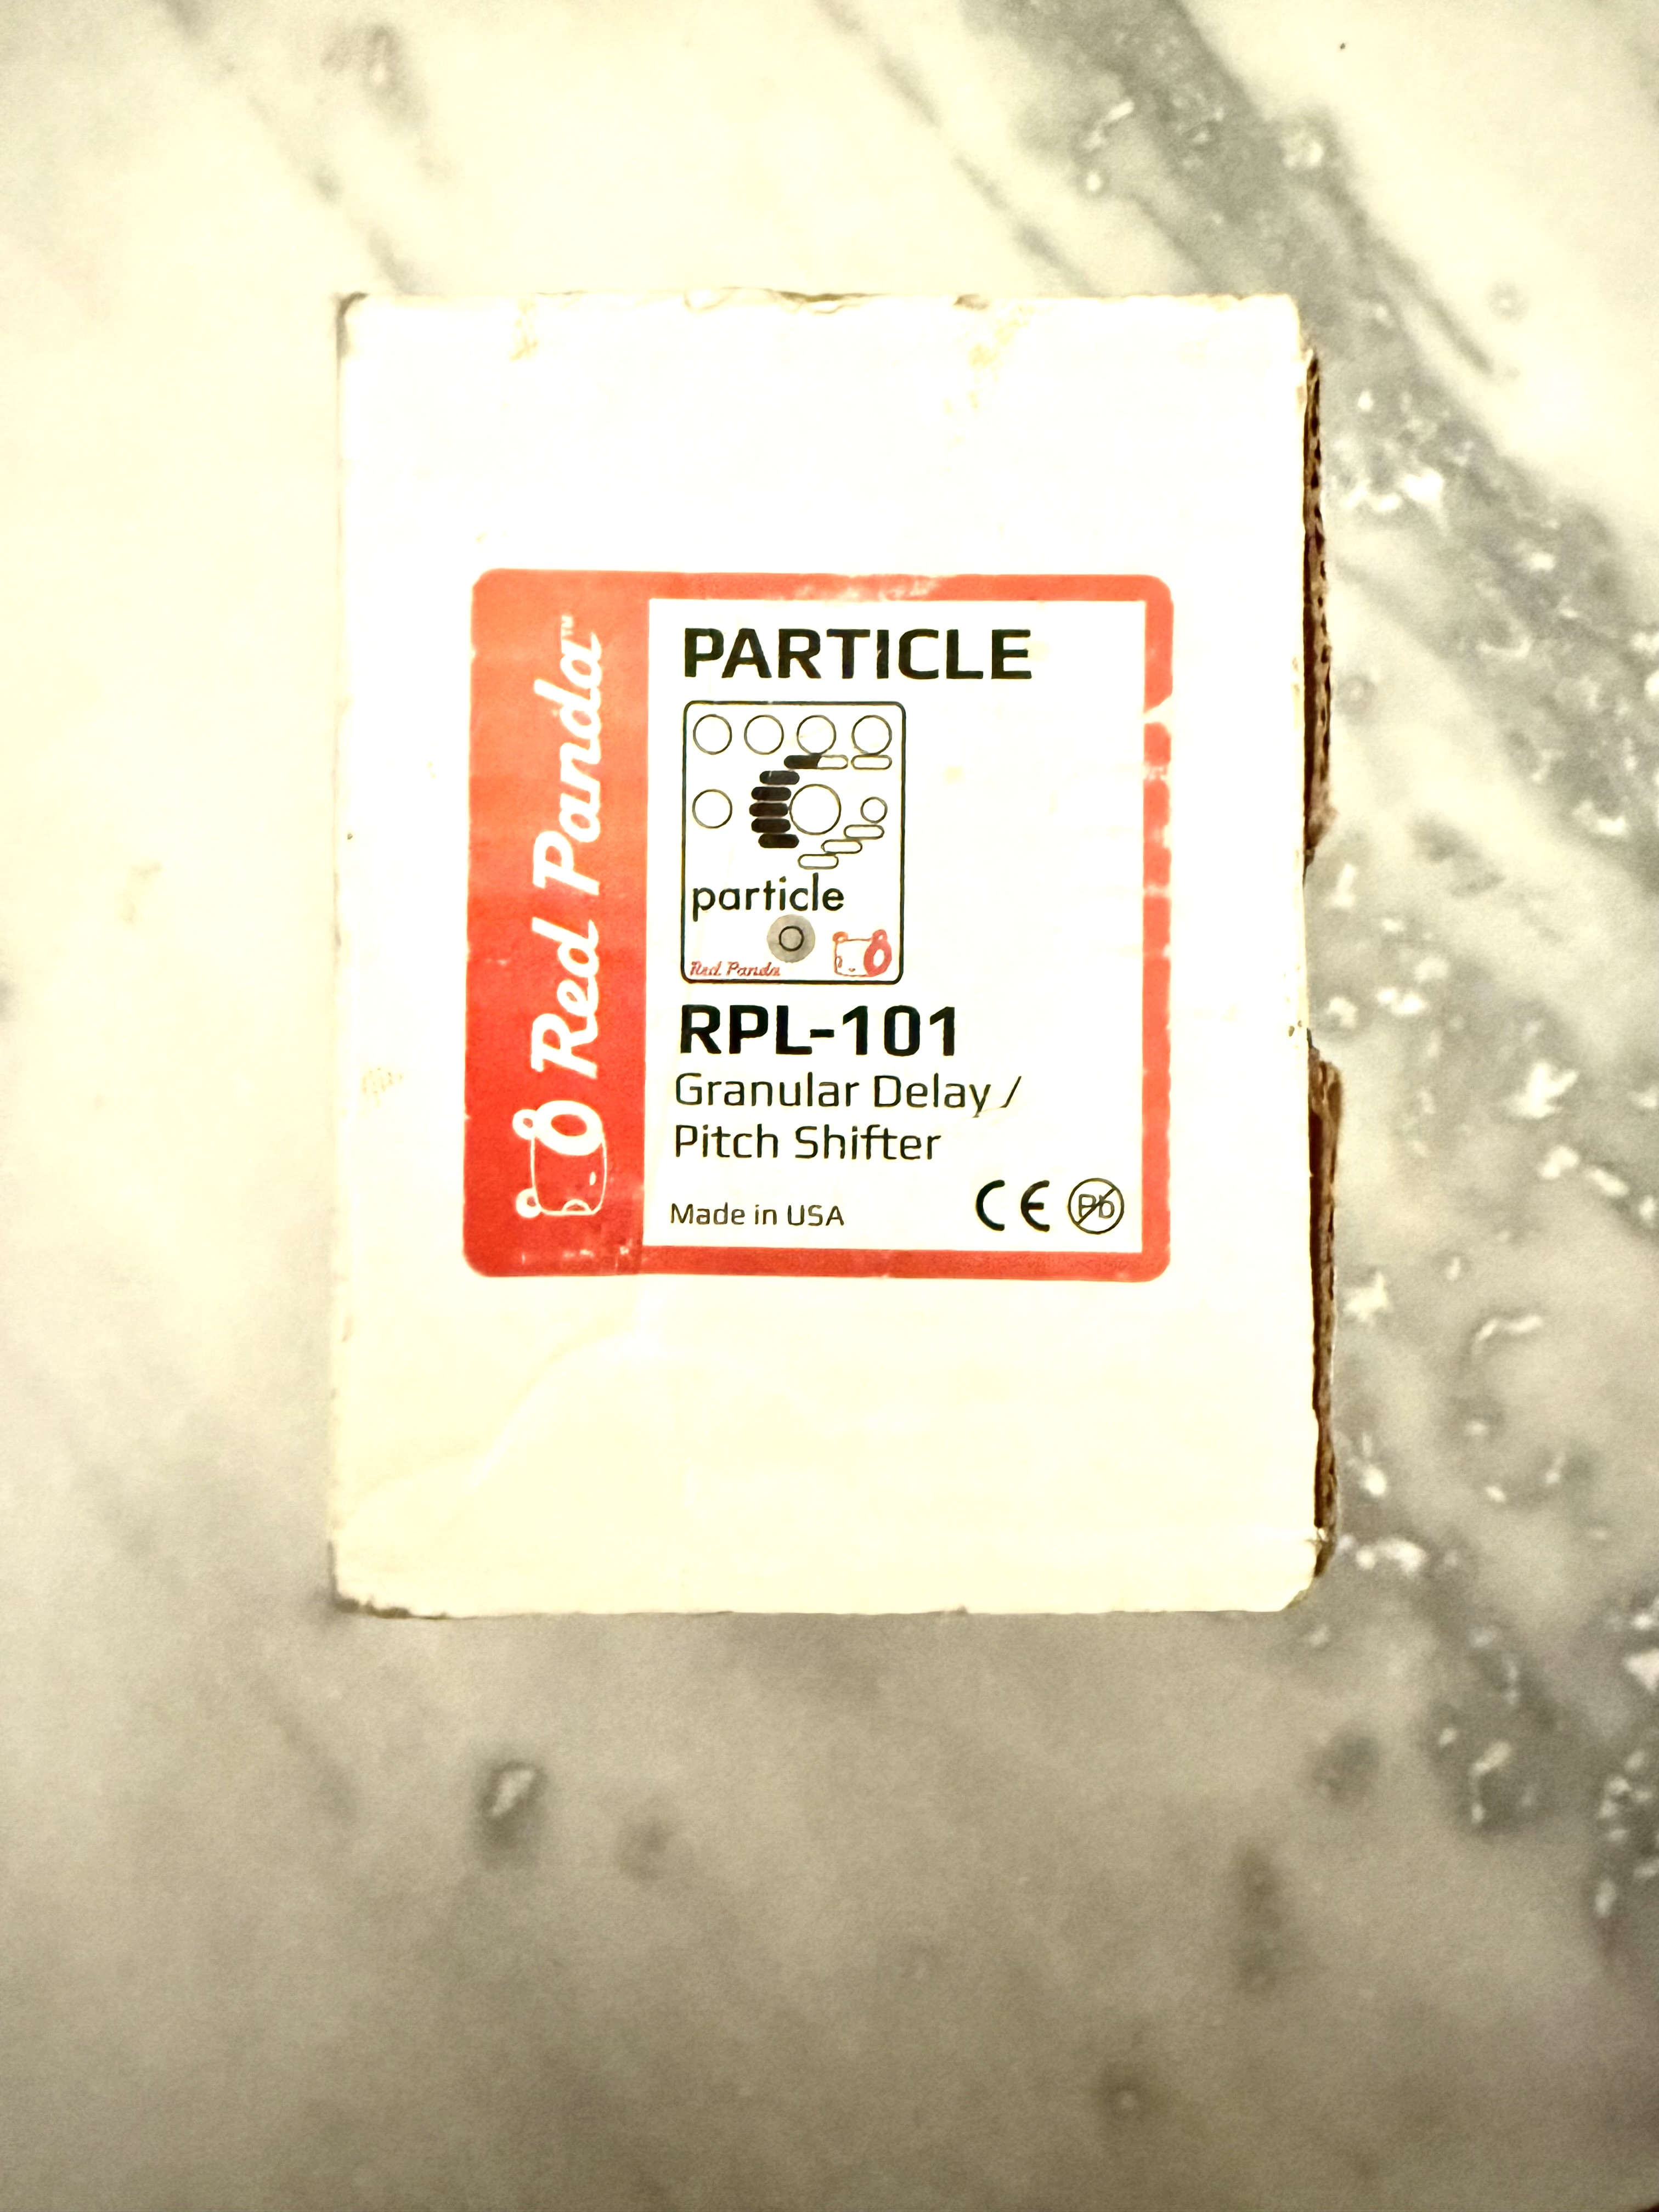 Red Panda™
PARTICLE
particle
Red Panda
RPL-101
Granular Delay /
Pitch Shifter
Made in USA
CE Pb